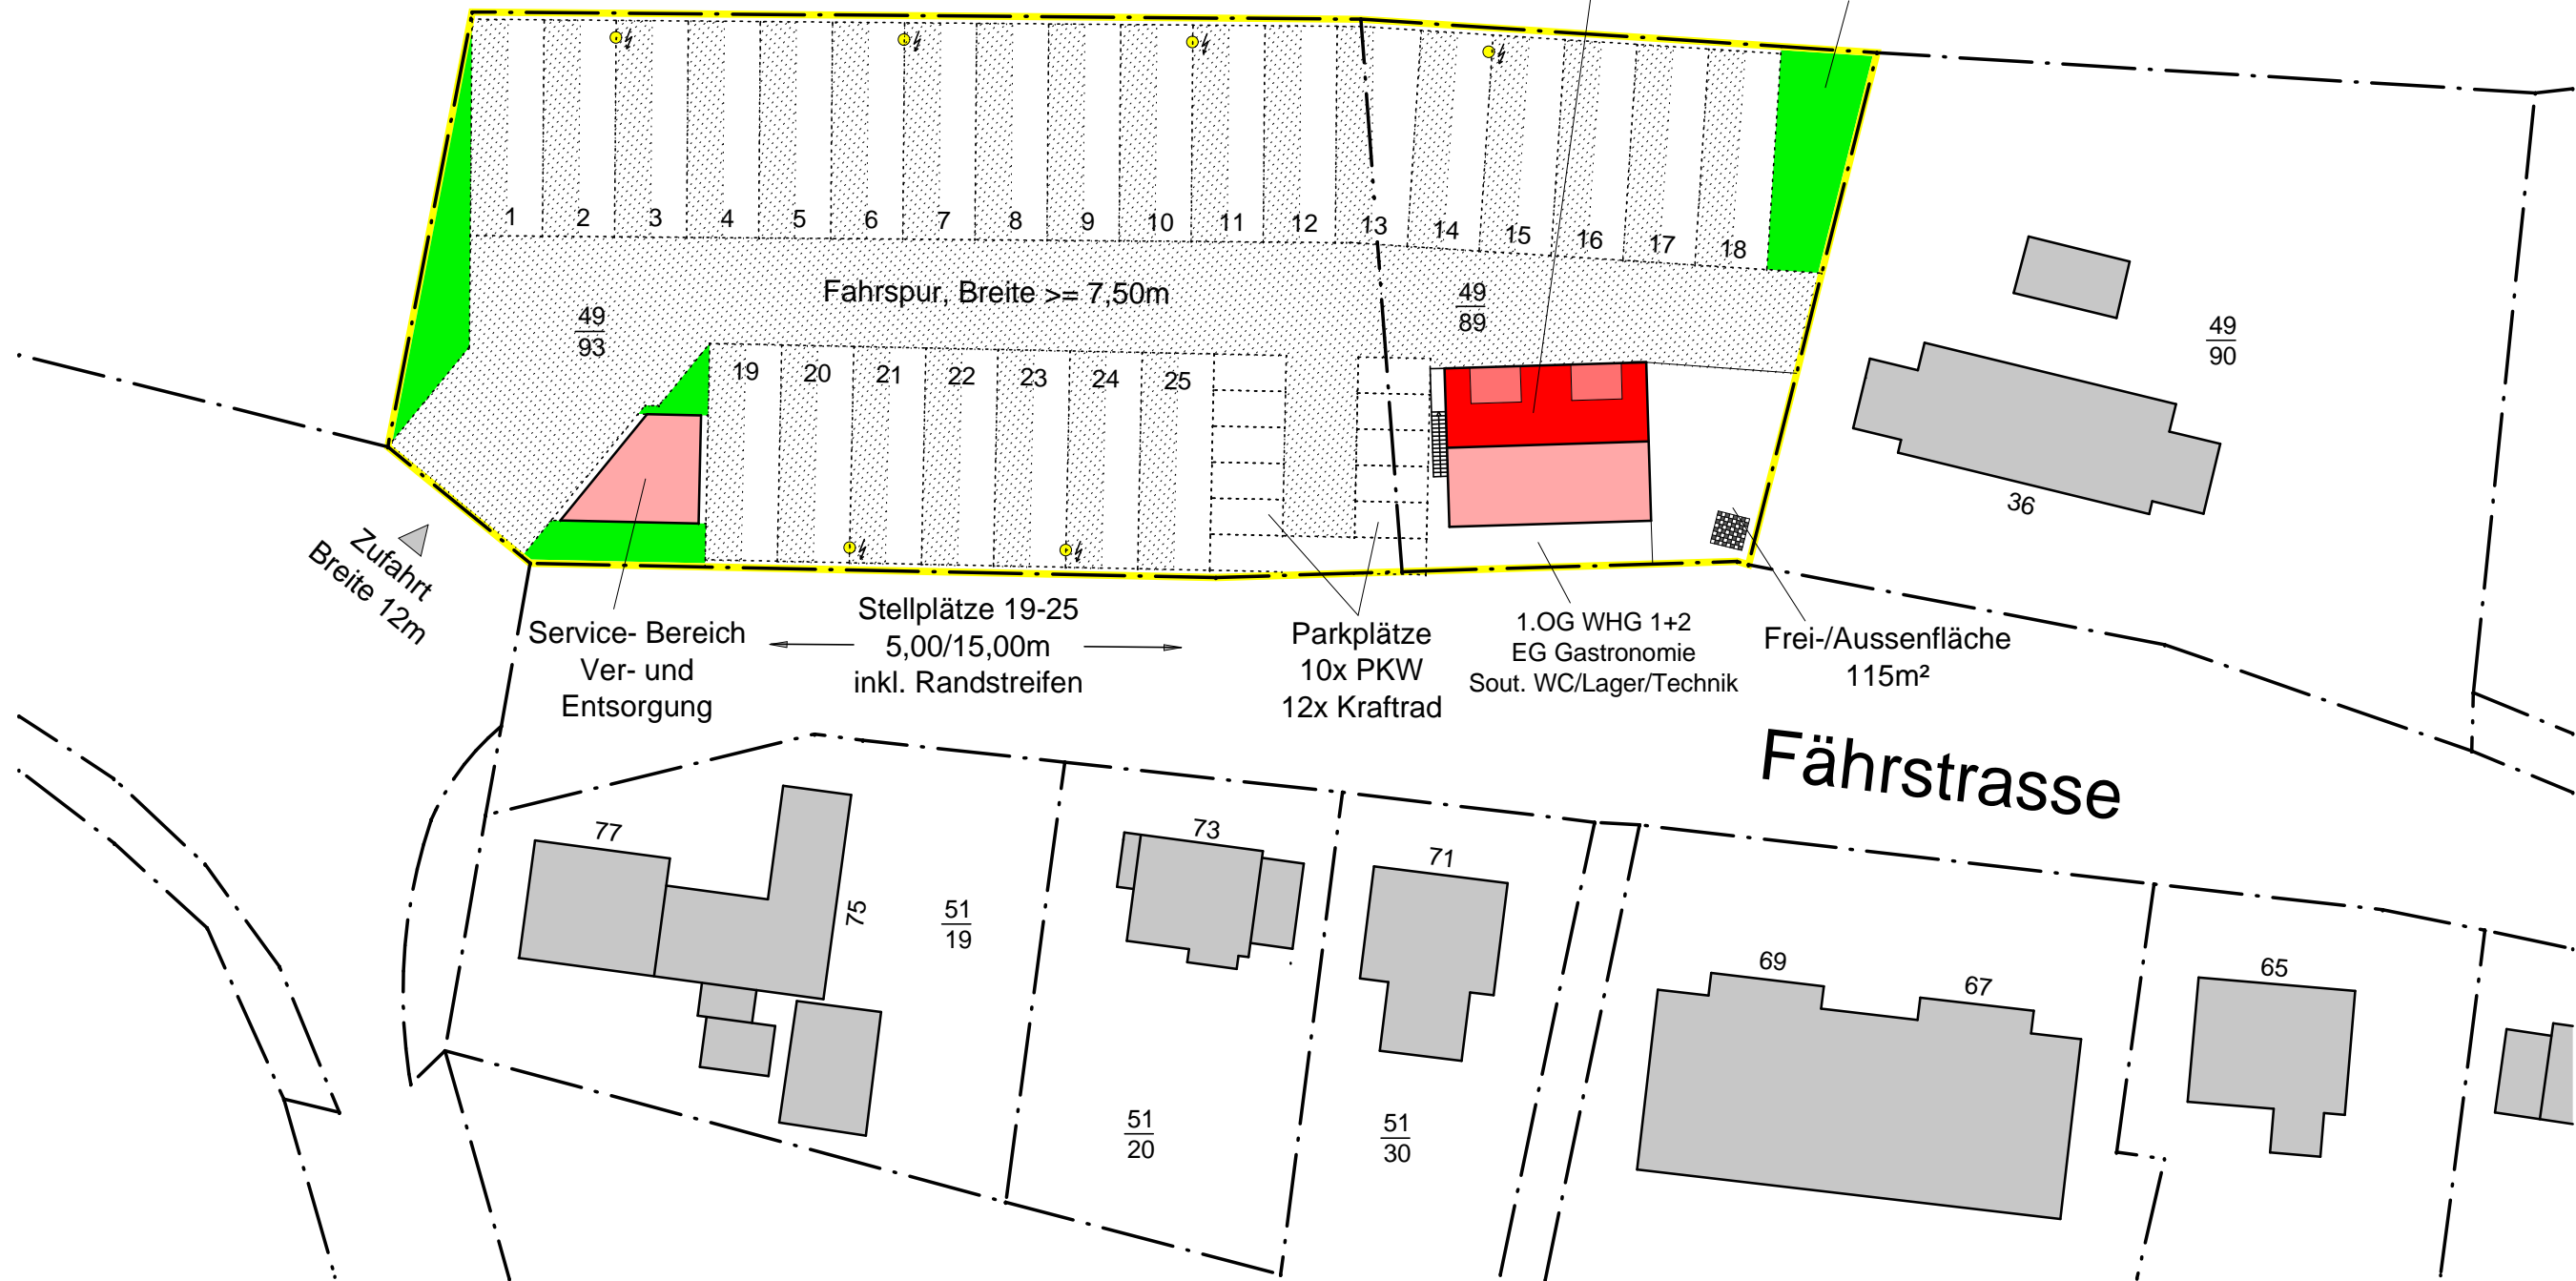 1 2 3 4 5 6 7 8 9 10 11 12 13 14 15 16 17 18
Fahrspur, Breite >= 7,50m
49
93
49
89
49
90
19 20 21 22 23 24 25
36
Zufahrt
Breite 12m
Service- Bereich
Ver- und
Entsorgung
Stellplätze 19-25
5,00/15,00m
inkl. Randstreifen
Parkplätze
10x PKW
12x Kraftrad
1.OG WHG 1+2
EG Gastronomie
Sout. WC/Lager/Technik
Frei-/Aussenfläche
115m²
Fährstrasse
77
75
51
19
73
71
69
67
65
51
20
51
30